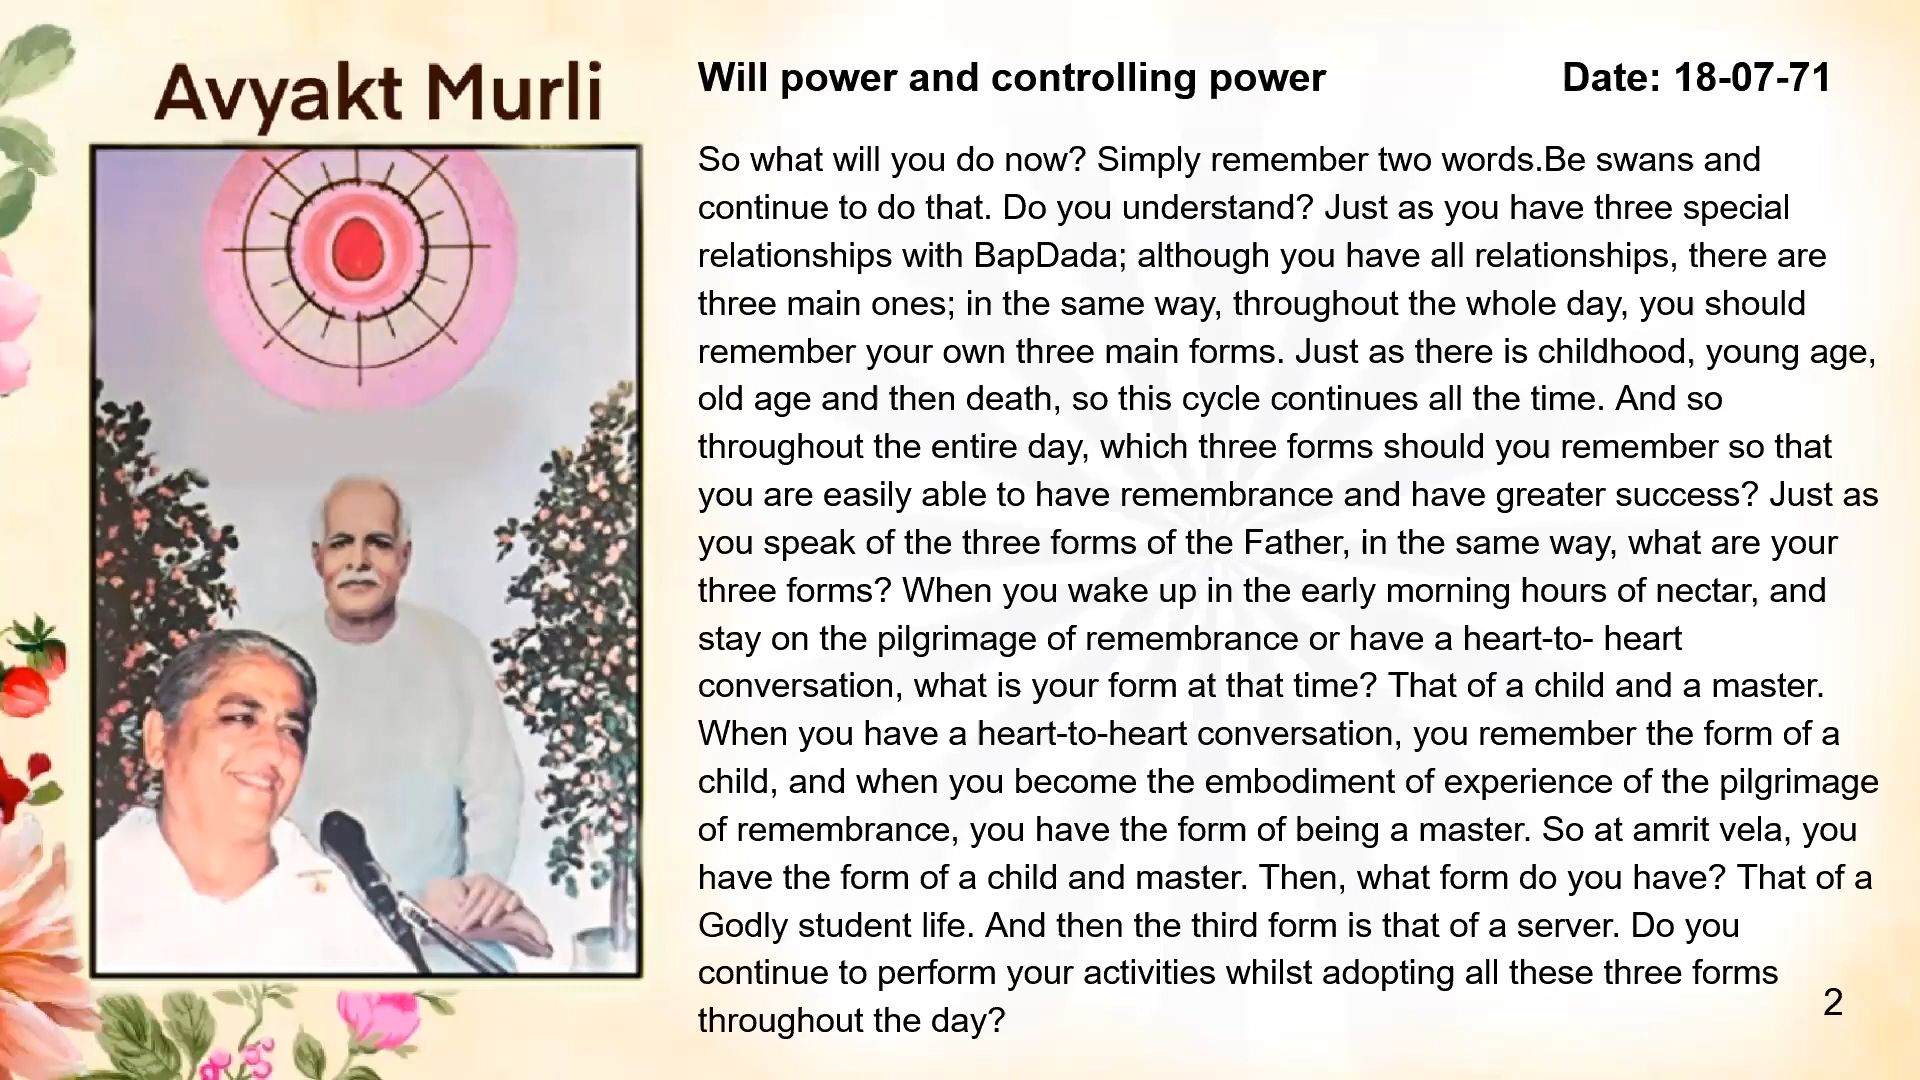 Avyakt Murli
Will power and controlling power
Date: 18-07-71
So what will you do now? Simply remember two words.Be swans and
continue to do that. Do you understand? Just as you have three special
relationships with BapDada; although you have all relationships, there are
three main ones; in the same way, throughout the whole day, you should
remember your own three main forms. Just as there is childhood, young age,
old age and then death, so this cycle continues all the time. And so
throughout the entire day, which three forms should you remember so that
you are easily able to have remembrance and have greater success? Just as
you speak of the three forms of the Father, in the same way, what are your
three forms? When you wake up in the early morning hours of nectar, and
stay on the pilgrimage of remembrance or have a heart-to- heart
conversation, what is your form at that time? That of a child and a master.
When you have a heart-to-heart conversation, you remember the form of a
child, and when you become the embodiment of experience of the pilgrimage
of remembrance, you have the form of being a master. So at amrit vela, you
have the form of a child and master. Then, what form do you have? That of a
Godly student life. And then the third form is that of a server. Do you
continue to perform your activities whilst adopting all these three forms
throughout the day?
2